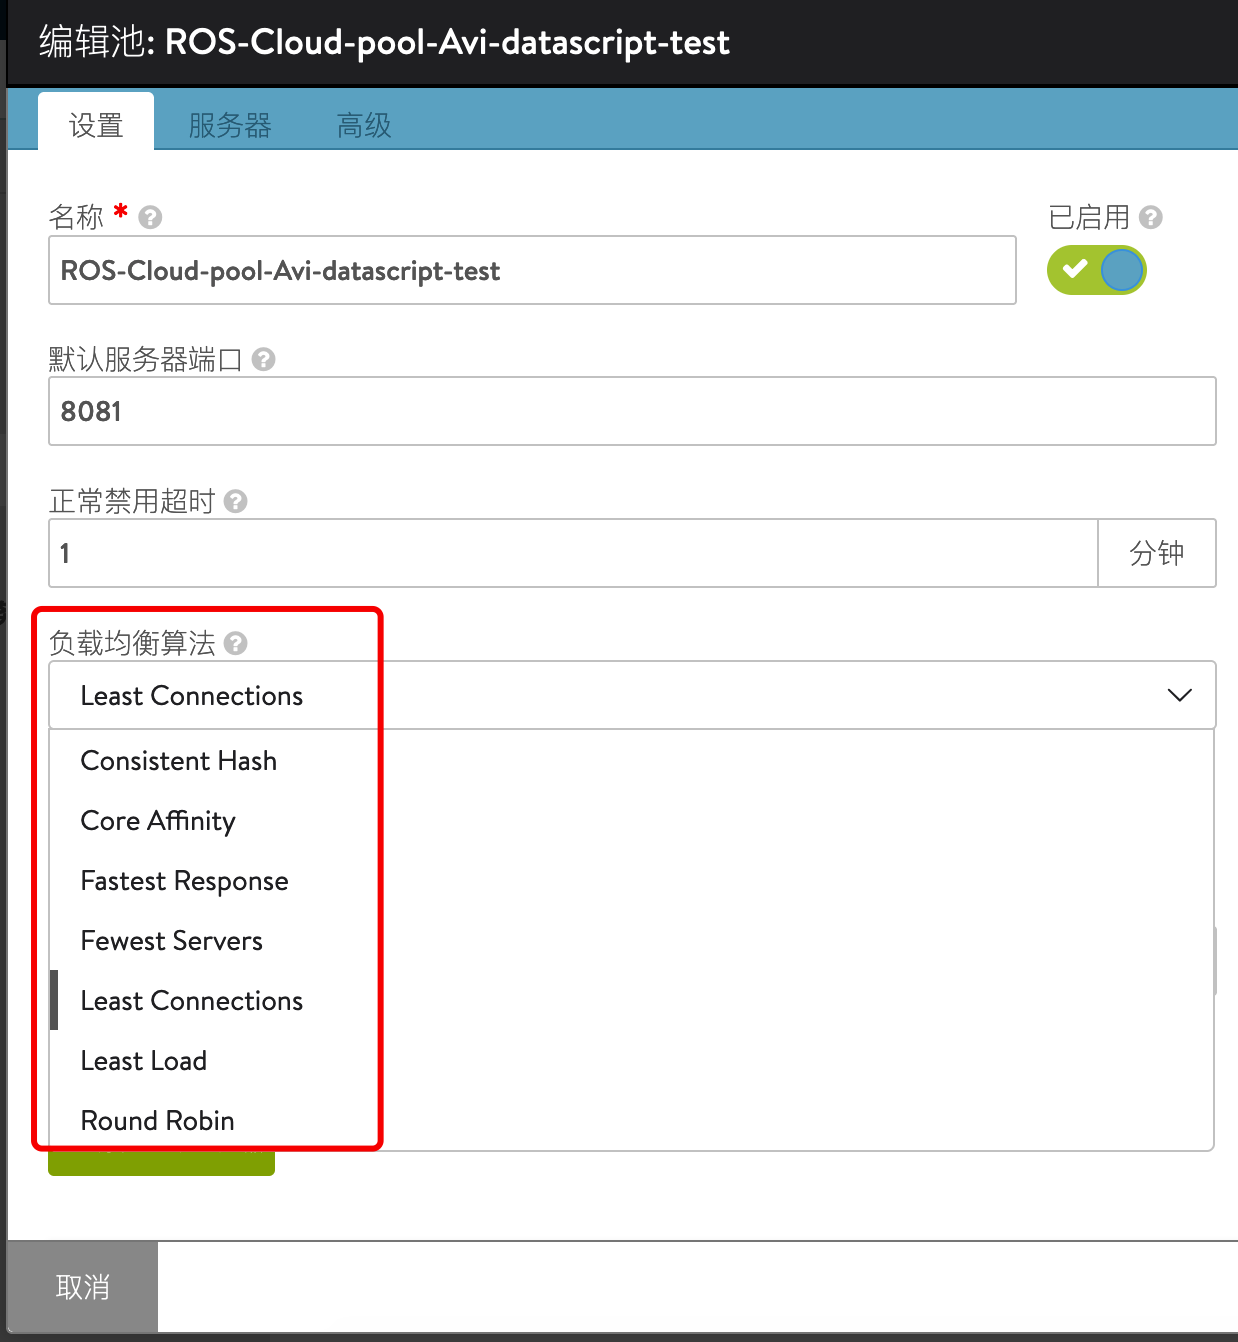 编辑池: ROS-Cloud-pool-Avi-datascript-test
设置 服务器 高级
名称 * ? 已启用 ?
ROS-Cloud-pool-Avi-datascript-test
默认服务器端口 ?
8081
正常禁用超时 ?
1 分钟
负载均衡算法 ?
Least Connections
Consistent Hash
Core Affinity
Fastest Response
Fewest Servers
Least Connections
Least Load
Round Robin
取消